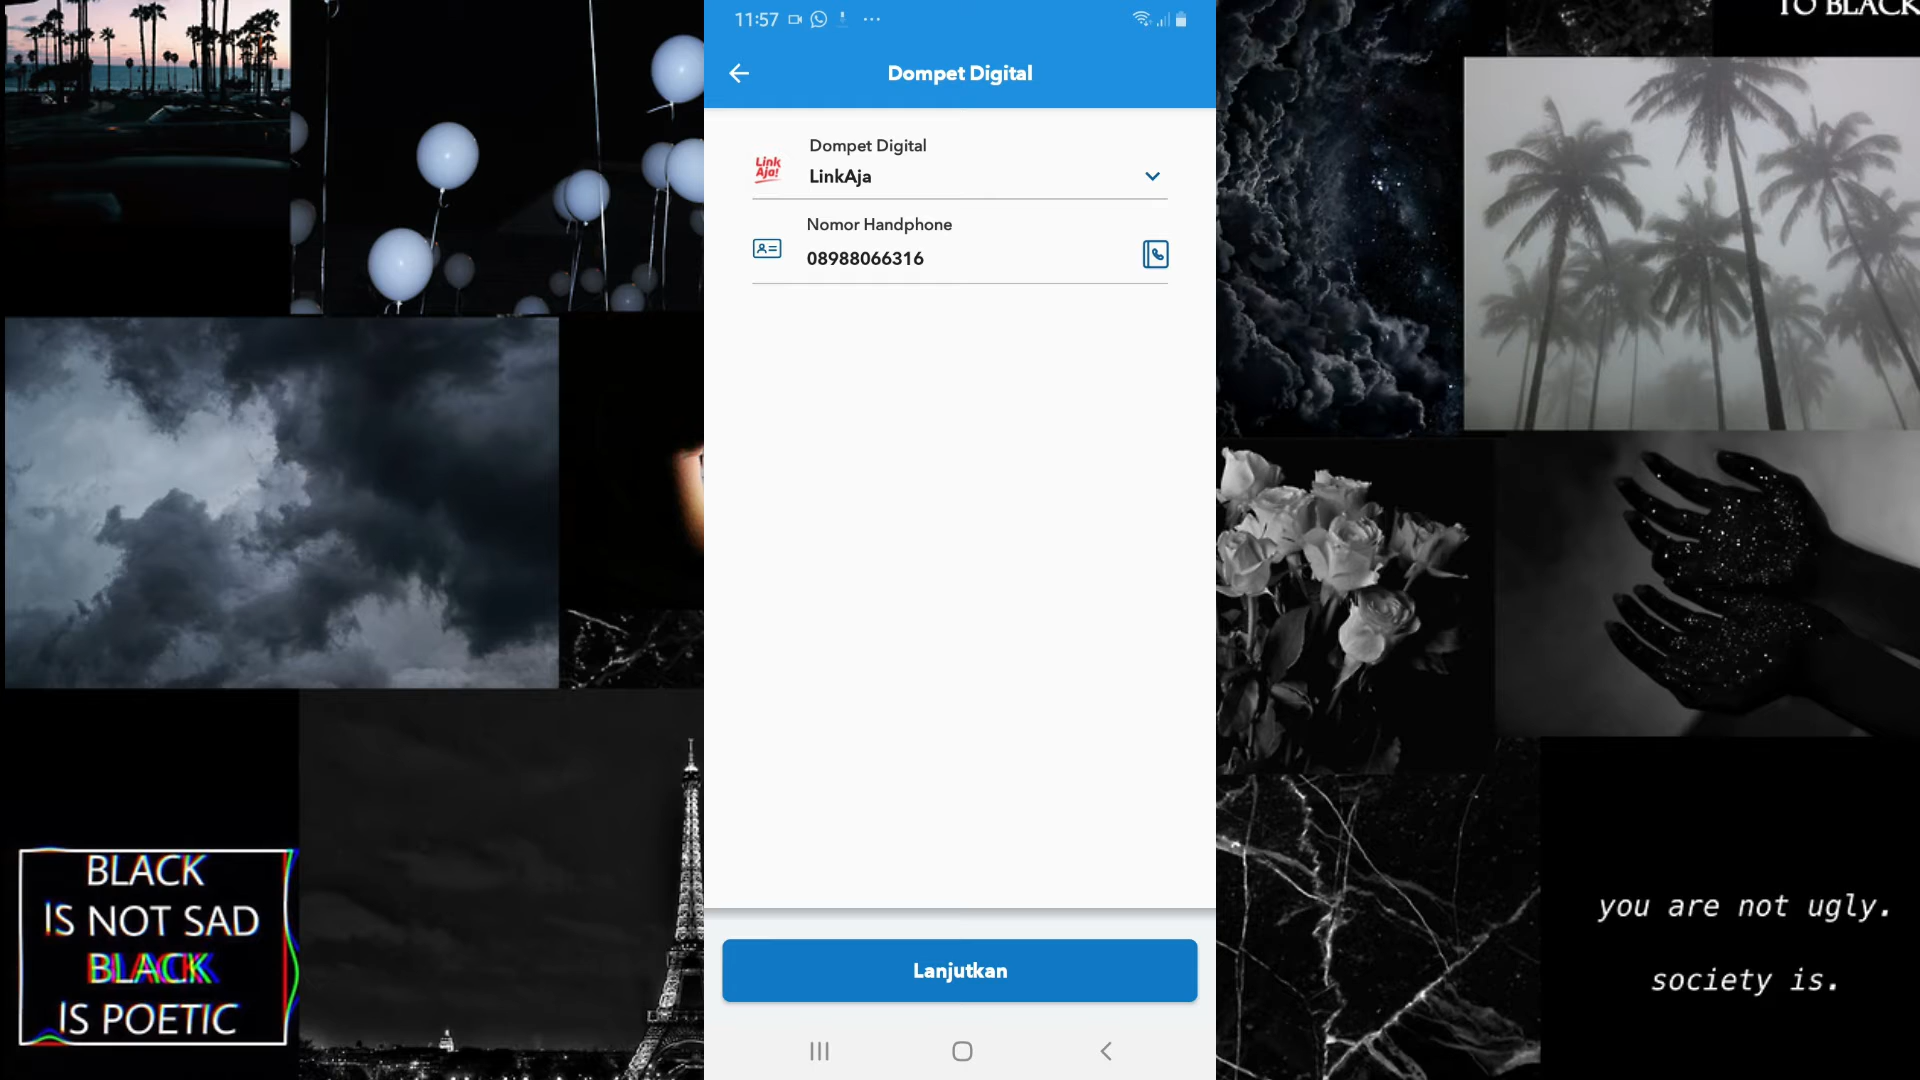 TO BLACK
11:57
Dompet Digital
Dompet Digital
Link
Aja!
LinkAja
Nomor Handphone
08988066316
Lanjutkan
BLACK
IS NOT SAD
BLACK
IS POETIC
you are not ugly.
society is.